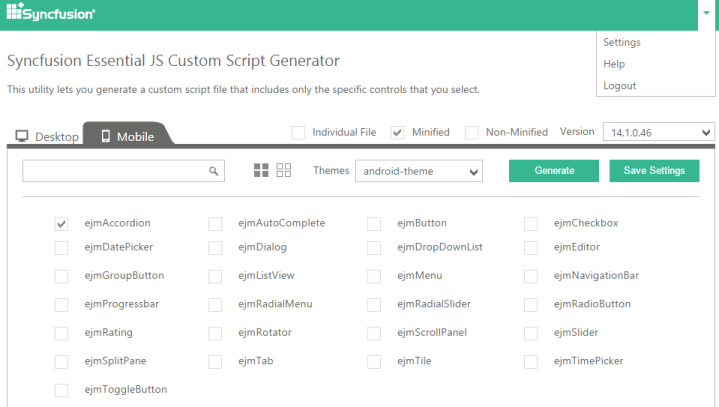 Syncfusion
Settings
Help
Logout
Syncfusion Essential JS Custom Script Generator
This utility lets you generate a custom script file that includes only the specific controls that you select.
Desktop Mobile Individual File Minified Non-Minified Version 14.1.0.46
Themes android-theme Generate Save Settings
ejmAccordion ejmAutoComplete ejmButton ejmCheckbox
ejmDatePicker ejmDialog ejmDropDownList ejmEditor
ejmGroupButton ejmListView ejmMenu ejmNavigationBar
ejmProgressbar ejmRadialMenu ejmRadialSlider ejmRadioButton
ejmRating ejmRotator ejmScrollPanel ejmSlider
ejmSplitPane ejmTab ejmTile ejmTimePicker
ejmToggleButton